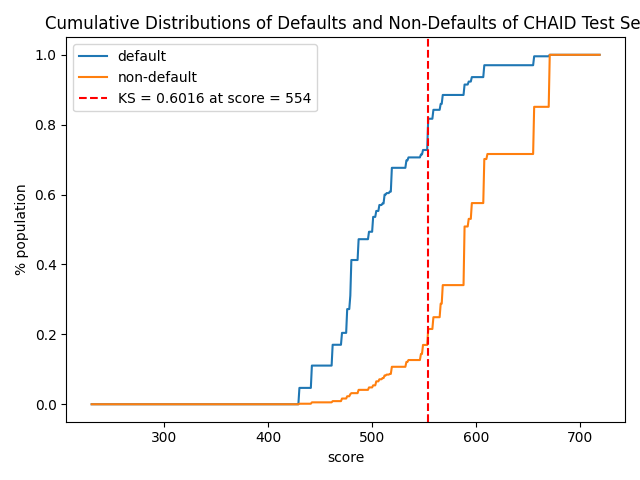 Cumulative Distributions of Defaults and Non-Defaults of CHAID Test Se
default
non-default
KS = 0.6016 at score = 554
1.0
0.8
0.6
0.4
0.2
0.0
% population
300 400 500 600 700
score